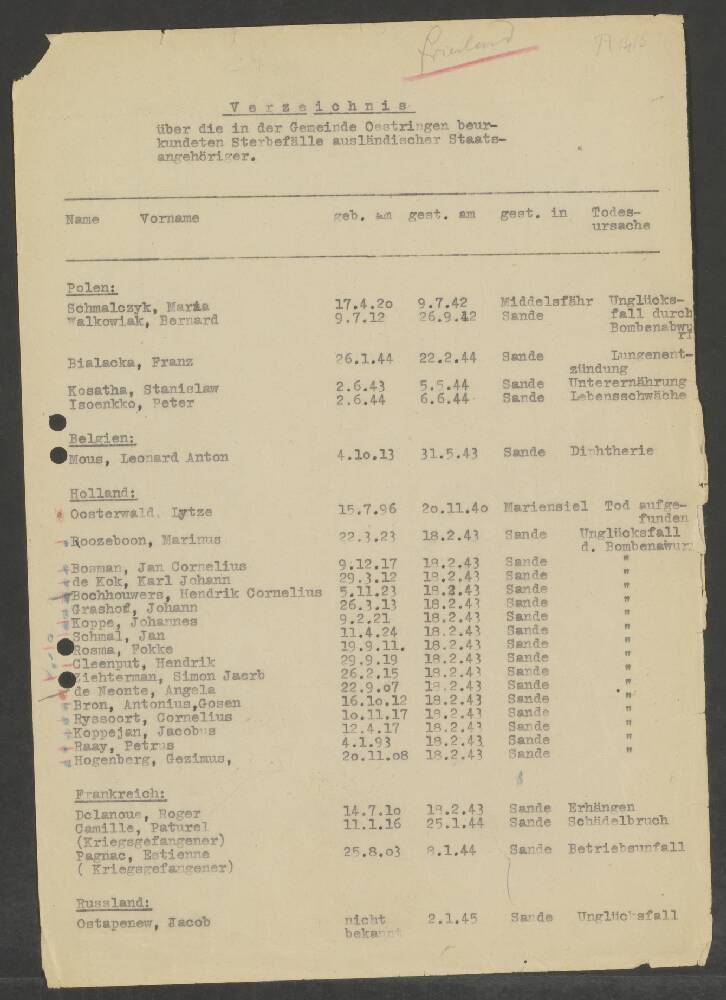 Friesland
Verzeichnis
über die in der Gemeinde Oestringen beur-
kundeten Sterbefälle ausländischer Staats-
angehöriger.
Name Vorname geb. am gest. am gest. in Todes-
ursache
Polen:
Schmalczyk, Maria 17.4.20 9.7.42 Middelsfähr Unglücks-
Walkowiak, Bernard 9.7.12 26.9.42 Sande fall durch
Bombenabwu
rf
Bialacka, Franz 26.1.44 22.2.44 Sande Lungenent-
zündung
Kosatha, Stanislaw 2.6.43 5.5.44 Sande Unterernährung
Isoenkko, Peter 2.6.44 6.6.44 Sande Lebensschwäche
Belgien:
Mous, Leonard Anton 4.10.13 31.5.43 Sande Diphtherie
Holland:
Oosterwald, Lytze 15.7.96 20.11.40 Mariensiel Tod aufge-
funden
Roozeboon, Marinus 22.3.23 18.2.43 Sande Unglücksfall
d. Bombenawur
Bosman, Jan Cornelius 9.12.17 18.2.43 Sande "
de Kok, Karl Johann 29.3.12 18.2.43 Sande "
Bochhouwers, Hendrik Cornelius 5.11.23 18.2.43 Sande "
Grashof, Johann 26.3.13 18.2.43 Sande "
Koppe, Johannes 9.2.21 18.2.43 Sande "
Schmal, Jan 11.4.24 18.2.43 Sande "
Rosma, Fokke 19.9.11. 18.2.43 Sande "
Cleenput, Hendrik 29.9.19 18.2.43 Sande "
Ziehterman, Simon Jaerb 26.2.15 18.2.43 Sande "
de Neonte, Angela 22.9.07 18.2.43 Sande "
Bron, Antonius,Gosen 16.10.12 18.2.43 Sande "
Ryssoort, Cornelius 10.11.17 18.2.43 Sande "
Koppejan, Jacobus 12.4.17 18.2.43 Sande "
Raay, Petrus 4.1.93 18.2.43 Sande "
Hogenberg, Gezimus, 20.11.08 18.2.43 Sande "
Frankreich:
Delanoue, Roger 14.7.10 18.2.43 Sande Erhängen
Camille, Paturel 11.1.16 25.1.44 Sande Schädelbruch
(Kriegsgefangener)
Pagnac, Estienne 25.8.03 8.1.44 Sande Betriebsunfall
( Kriegsgefangener)
Russland:
Ostapenew, Jacob nicht 2.1.45 Sande Unglücksfall
bekannt